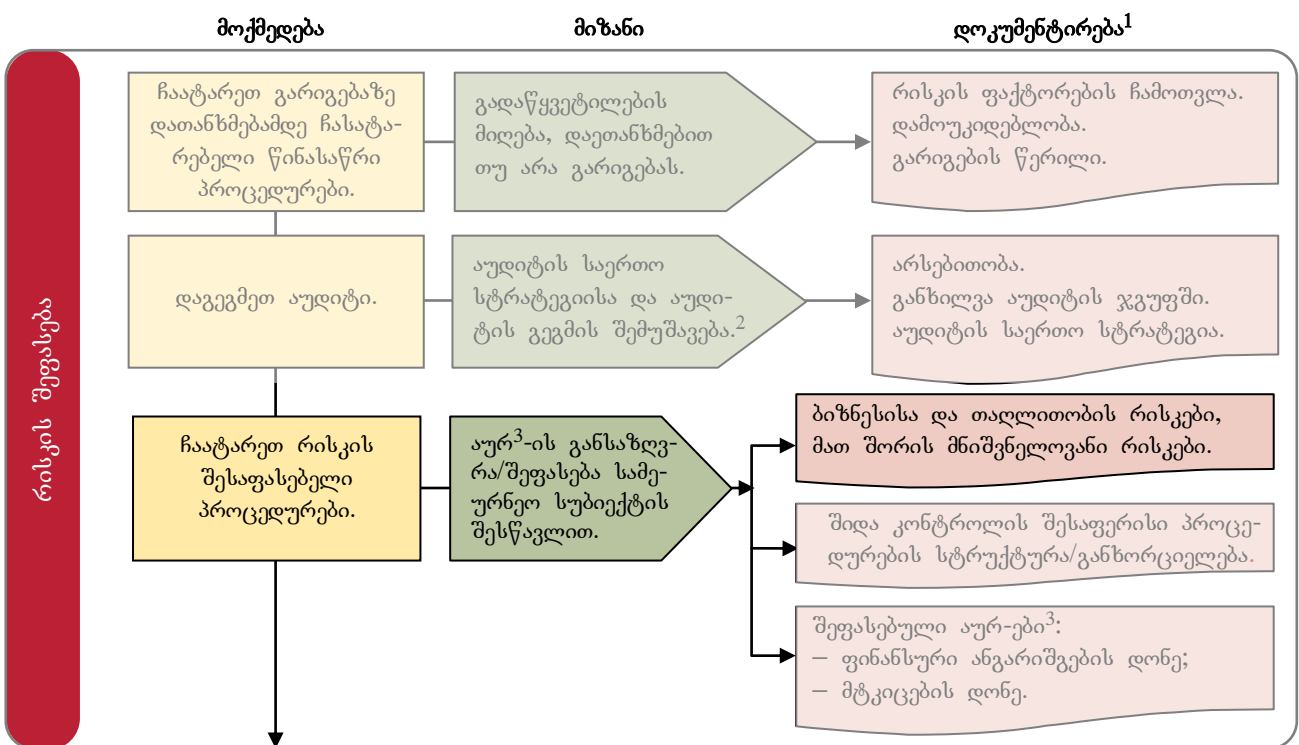 მოქმედება
მიზანი
დოკუმენტირება1
რისკის შეფასება
ჩაატარეთ გარიგებაზე
დათანხმებამდე ჩასატა-
რებელი წინასაწრი
პროცედურები.
გადაწყვეტილების
მიღება, დაეთანხმებით
თუ არა გარიგებას.
რისკის ფაქტორების ჩამოთვლა.
დამოუკიდებლობა.
გარიგების წერილი.
დაგეგმეთ აუდიტი.
აუდიტის საერთო
სტრატეგიისა და აუდი-
ტის გეგმის შემუშავება.2
არსებითობა.
განხილვა აუდიტის ჯგუფში.
აუდიტის საერთო სტრატეგია.
ჩაატარეთ რისკის
შესაფასებელი
პროცედურები.
აურ3-ის განსაზღვ-
რა/შეფასება სამე-
ურნეო სუბიექტის
შესწავლით.
ბიზნესისა და თაღლითობის რისკები,
მათ შორის მნიშვნელოვანი რისკები.
შიდა კონტროლის შესაფერისი პროცე-
დურების სტრუქტურა/განხორციელება.
შეფასებული აურ-ები3:
– ფინანსური ანგარიშგების დონე;
– მტკიცების დონე.